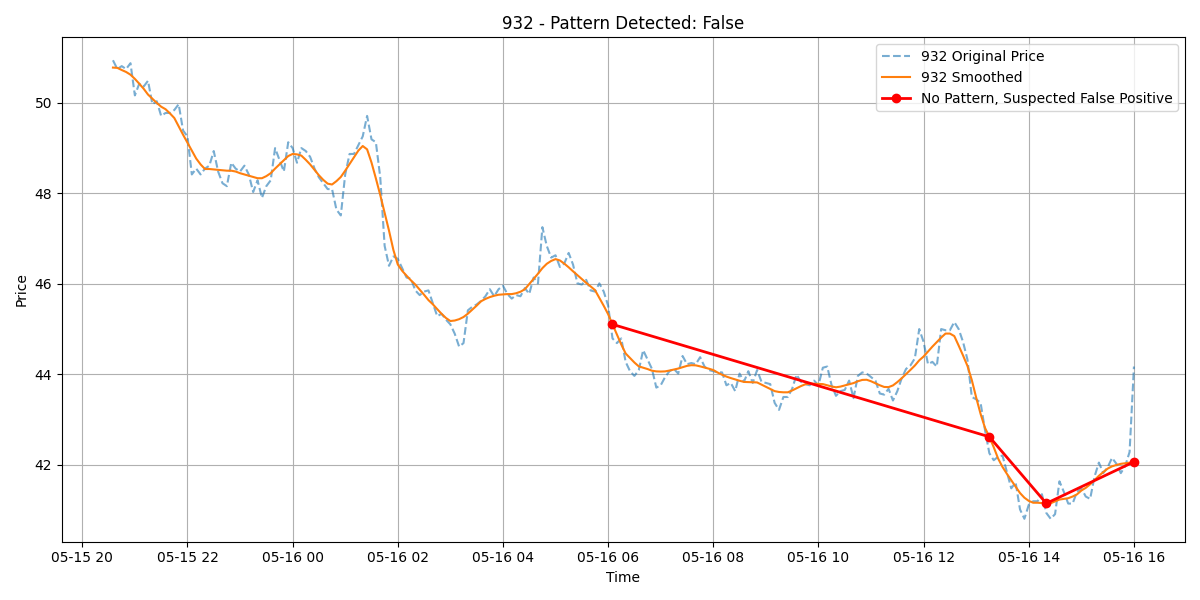 932 - Pattern Detected: False
932 Original Price
932 Smoothed
No Pattern, Suspected False Positive
Price
50
48
46
44
42
05-15 20 05-15 22 05-16 00 05-16 02 05-16 04 05-16 06 05-16 08 05-16 10 05-16 12 05-16 14 05-16 16
Time